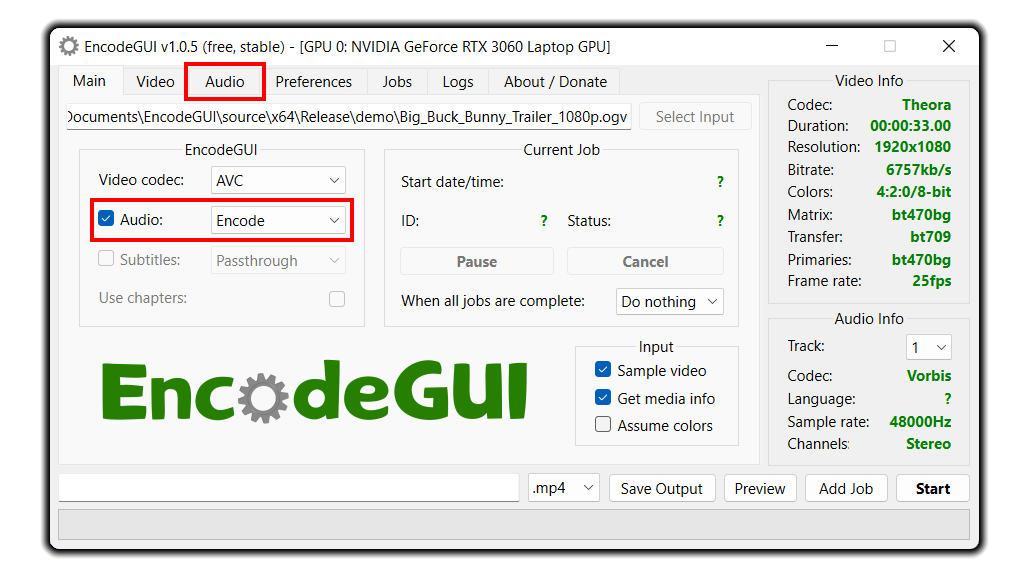 EncodeGUI v1.0.5 (free, stable) - [GPU 0: NVIDIA GeForce RTX 3060 Laptop GPU]
Main Video Audio Preferences Jobs Logs About / Donate
Documents\EncodeGUI\source\x64\Release\demo\Big_Buck_Bunny_Trailer_1080p.ogv Select Input
EncodeGUI
Video codec: AVC
Audio: Encode
Subtitles: Passthrough
Use chapters:
Current Job
Start date/time: ?
ID: ? Status: ?
Pause Cancel
When all jobs are complete: Do nothing
EncodeGUI
Input
Sample video
Get media info
Assume colors
Video Info
Codec: Theora
Duration: 00:00:33.00
Resolution: 1920x1080
Bitrate: 6757kb/s
Colors: 4:2:0/8-bit
Matrix: bt470bg
Transfer: bt709
Primaries: bt470bg
Frame rate: 25fps
Audio Info
Track: 1
Codec: Vorbis
Language: ?
Sample rate: 48000Hz
Channels: Stereo
.mp4 Save Output Preview Add Job Start